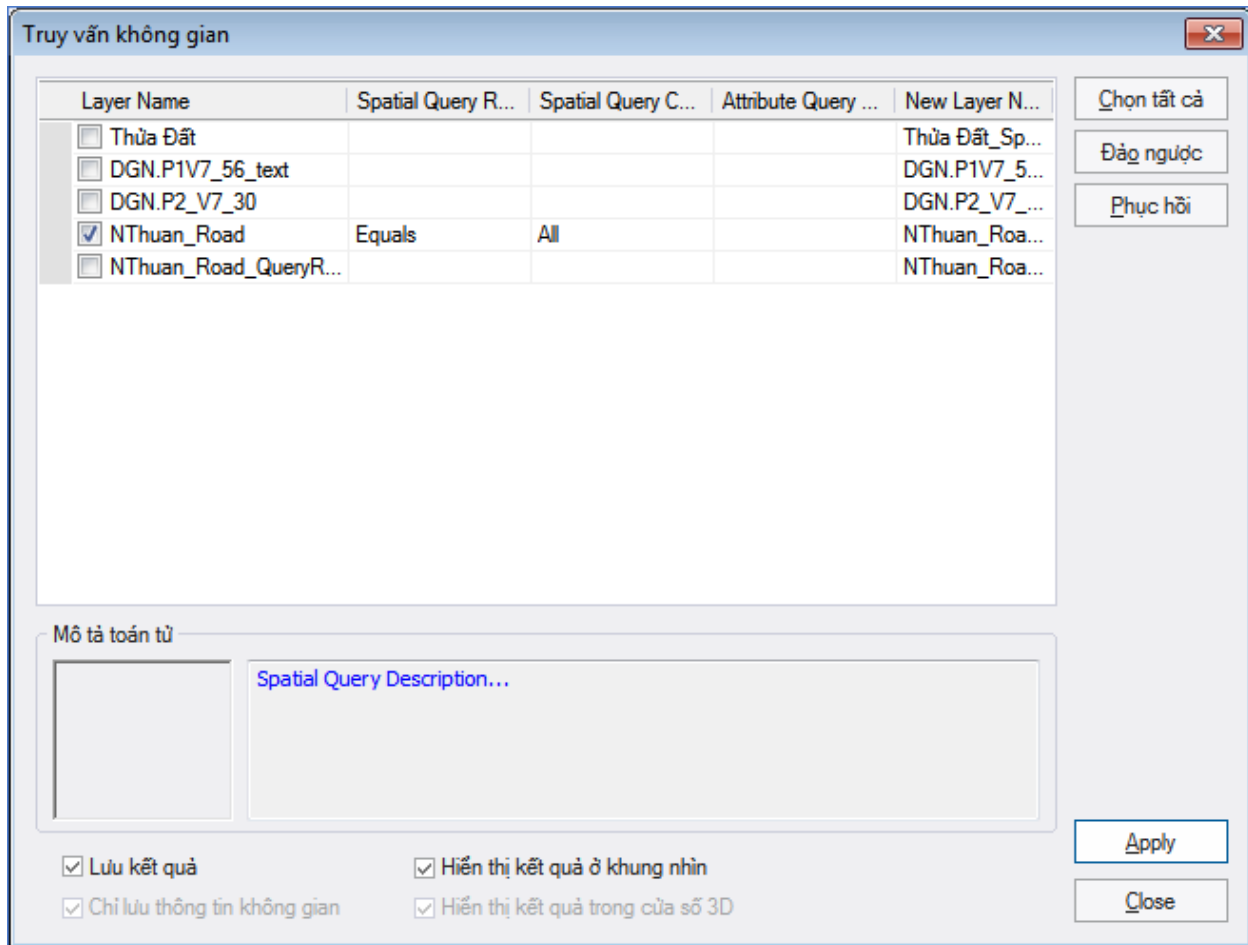 Truy vấn không gian
Layer Name Spatial Query R... Spatial Query C... Attribute Query ... New Layer N...
Thửa Đất Thửa Đất_Sp...
DGN.P1V7_56_text DGN.P1V7_5...
DGN.P2_V7_30 DGN.P2_V7_...
NThuan_Road Equals All NThuan_Roa...
NThuan_Road_QueryR... NThuan_Roa...
Chọn tất cả
Đảo ngược
Phục hồi
Mô tả toán tử
Spatial Query Description...
Lưu kết quả Hiển thị kết quả ở khung nhìn
Chỉ lưu thông tin không gian Hiển thị kết quả trong cửa số 3D
Apply
Close